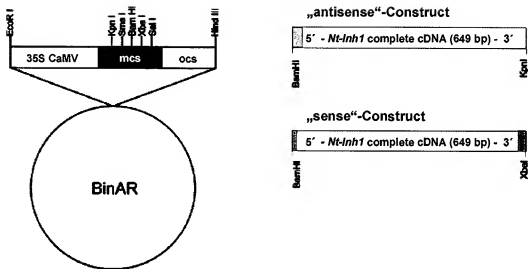 EcoR I
Kpn I
Sma I
Bam HI
Xba I
Sal I
Hind III
35S CaMV
mcs
ocs
BinAR
„antisense“-Construct
5´ - Nt-Inh1 complete cDNA (649 bp) - 3´
BamHI
KpnI
„sense“-Construct
5´ - Nt-Inh1 complete cDNA (649 bp) - 3´
BamHI
XbaI